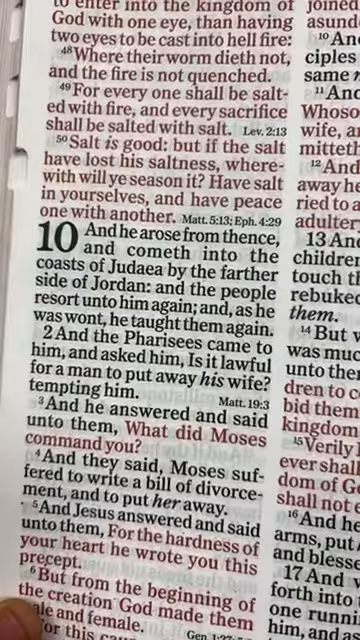 to enter into the kingdom of
God with one eye, than having
two eyes to be cast into hell fire:
48 Where their worm dieth not,
and the fire is not quenched.
49 For every one shall be salt-
ed with fire, and every sacrifice
shall be salted with salt. Lev. 2:13
50 Salt is good: but if the salt
have lost his saltness, where-
with will ye season it? Have salt
in yourselves, and have peace
one with another. Matt. 5:13; Eph. 4:29
10 And he arose from thence,
and cometh into the
coasts of Judaea by the farther
side of Jordan: and the people
resort unto him again; and, as he
was wont, he taught them again.
2 And the Pharisees came to
him, and asked him, Is it lawful
for a man to put away his wife?
tempting him. Matt. 19:3
3 And he answered and said
unto them, What did Moses
command you?
4 And they said, Moses suf-
fered to write a bill of divorce-
ment, and to put her away.
5 And Jesus answered and said
unto them, For the hardness of
your heart he wrote you this
precept.
6 But from the beginning of
the creation God made them
ale and female.
for this
joined
asund
10 An
ciples
same
11 And
Whoso
wife, a
mitteth
12 And
away he
ried to a
adulter
13 And
children
touch t
rebuked
them.
14 But
was muc
unto the
dren to c
bid them
kingdom
15 Verily
ever shall
dom of G
shall not e
16 And he
arms, put
and blesse
17 And
forth into t
one runni
him, and